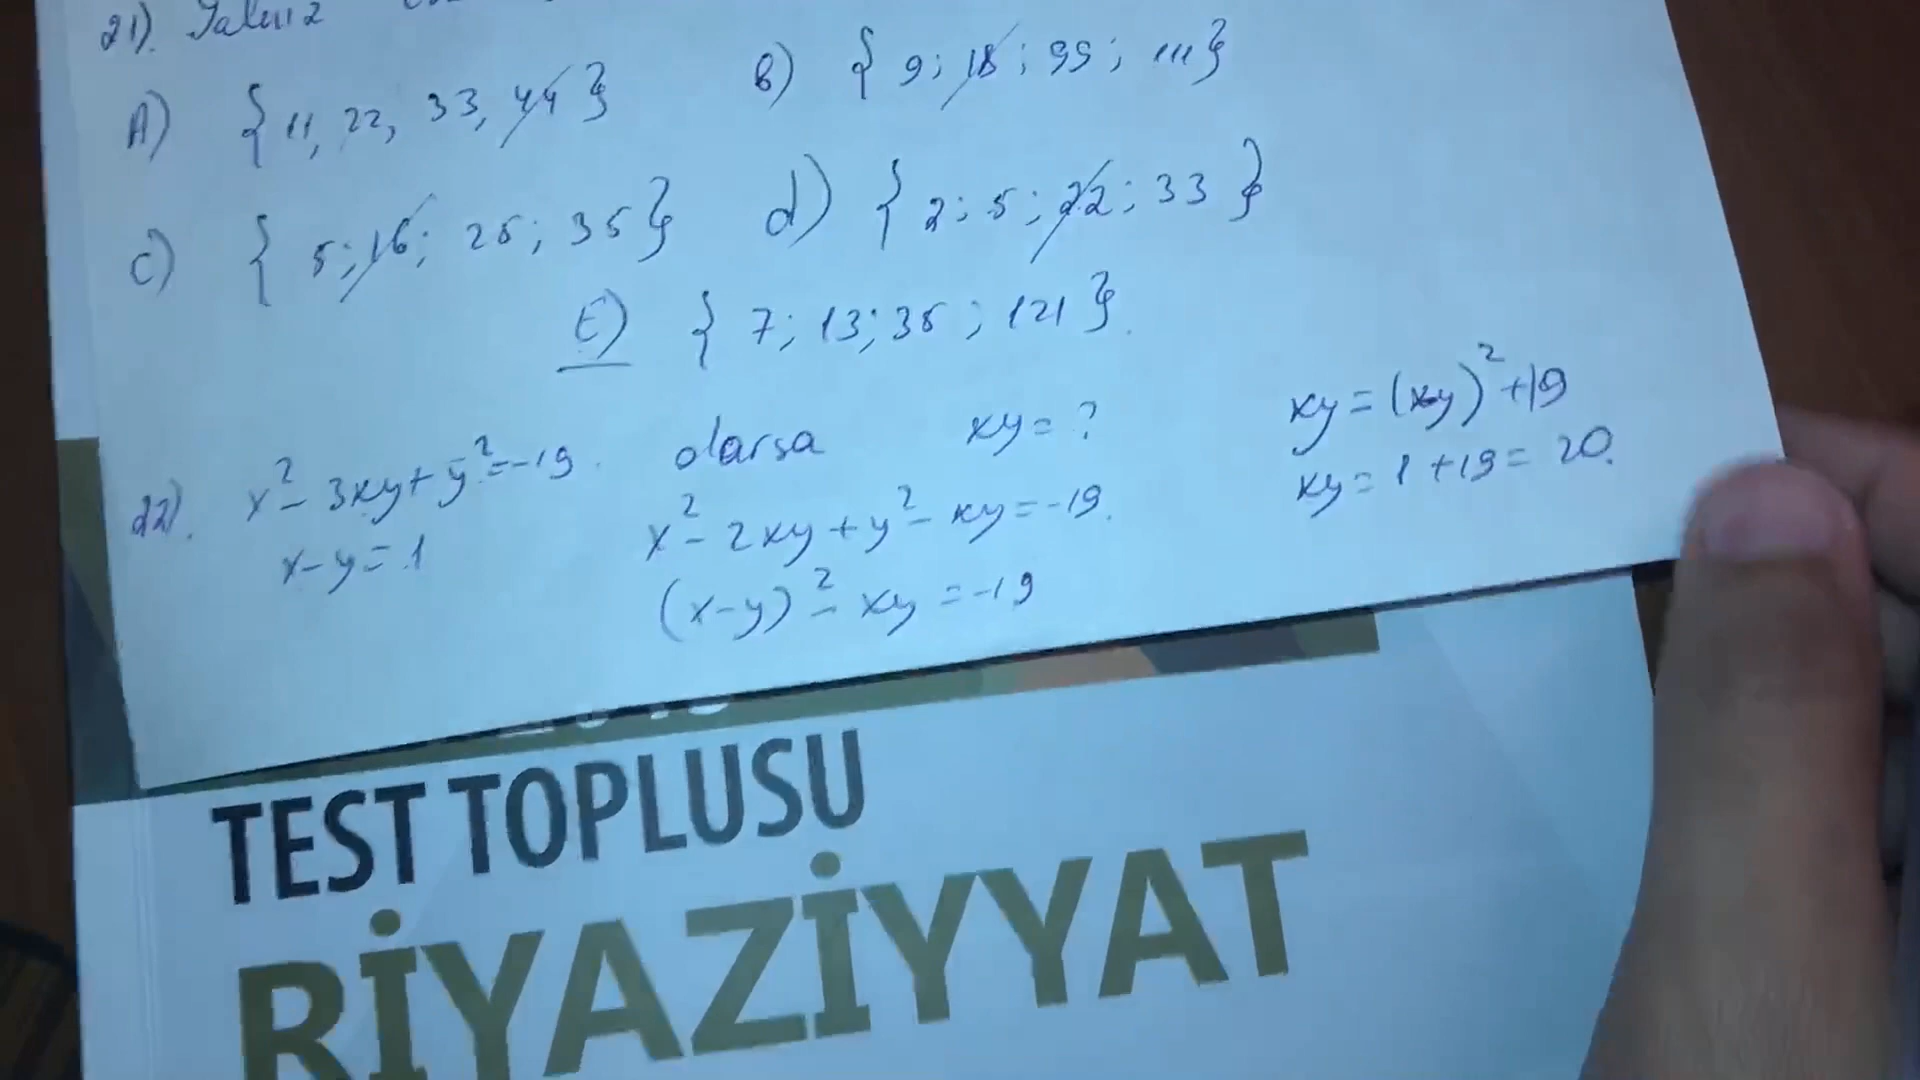 21). Yalnız
A) {11, 22, 33, 44}
B) {9; 18; 99; 111}
C) {5; 16; 25; 35}
d) {2; 5; 22; 33}
E) {7; 13; 35; 121}.
22). x² - 3xy + y² = -19. olarsa xy = ?
x - y = 1
x² - 2xy + y² - xy = -19.
(x-y)² - xy = -19
xy = (x-y)² + 19
xy = 1 + 19 = 20.
TEST TOPLUSU
RİYAZİYYAT